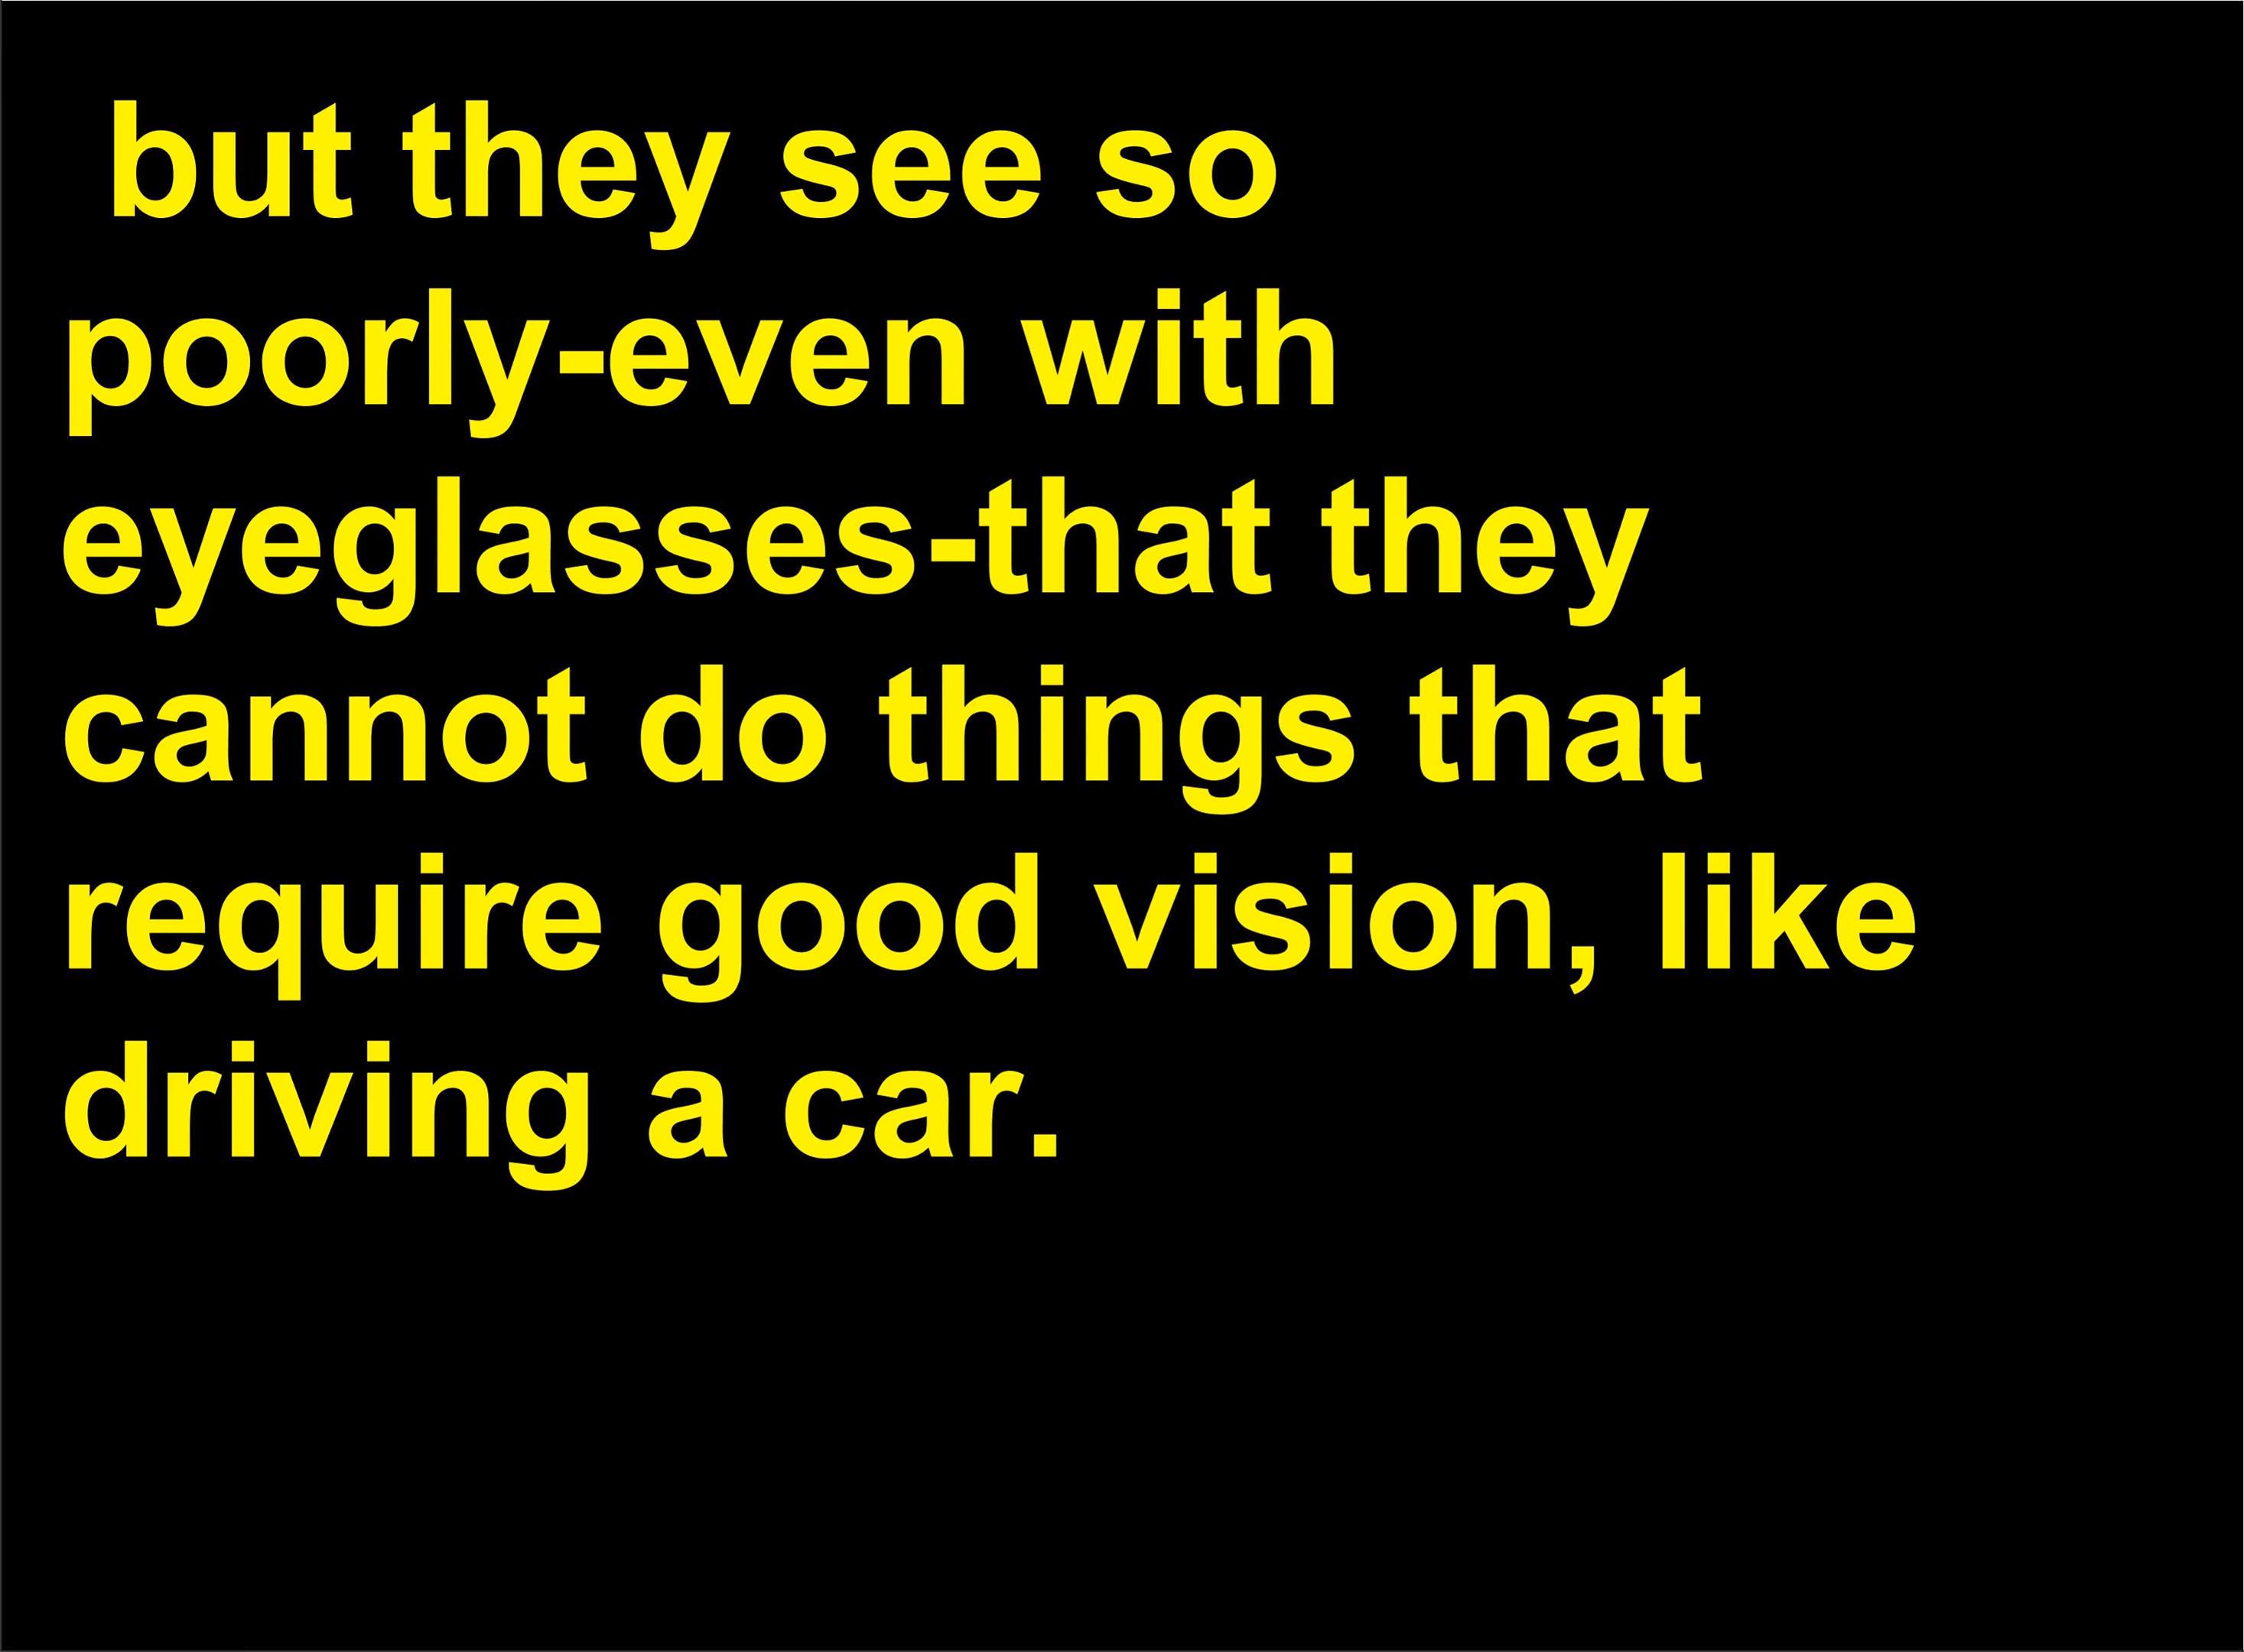 but they see so
poorly-even with
eyeglasses-that they
cannot do things that
require good vision, like
driving a car.